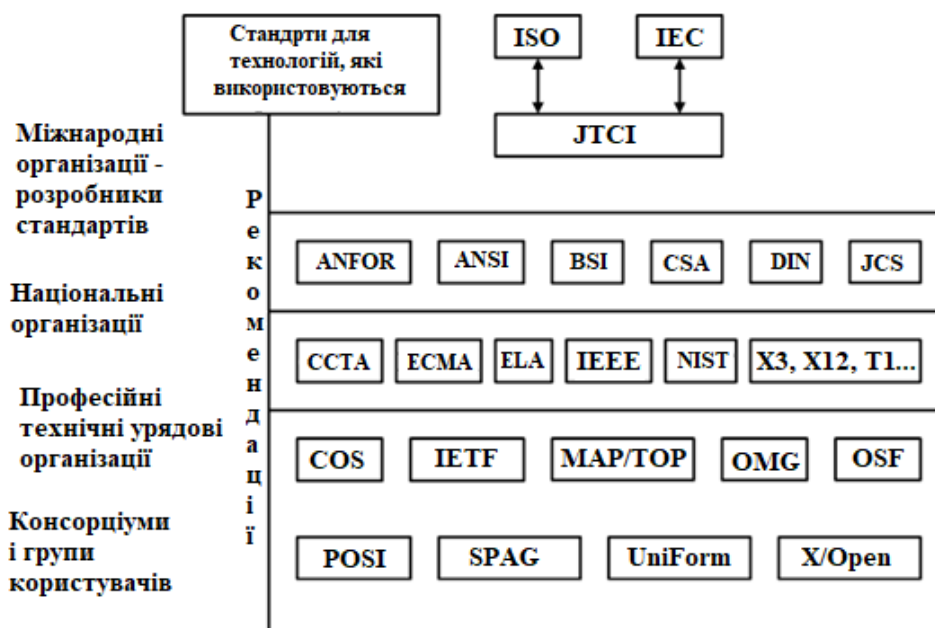 Стандрти для
технологій, які
використовуються
ISO
IEC
JTCI
Міжнародні
організації -
розробники
стандартів
Рекомендації
ANFOR
ANSI
BSI
CSA
DIN
JCS
Національні
організації
CCTA
ECMA
ELA
IEEE
NIST
X3, X12, T1...
Професійні
технічні урядові
організації
COS
IETF
MAP/TOP
OMG
OSF
Консорціуми
і групи
користувачів
POSI
SPAG
UniForm
X/Open